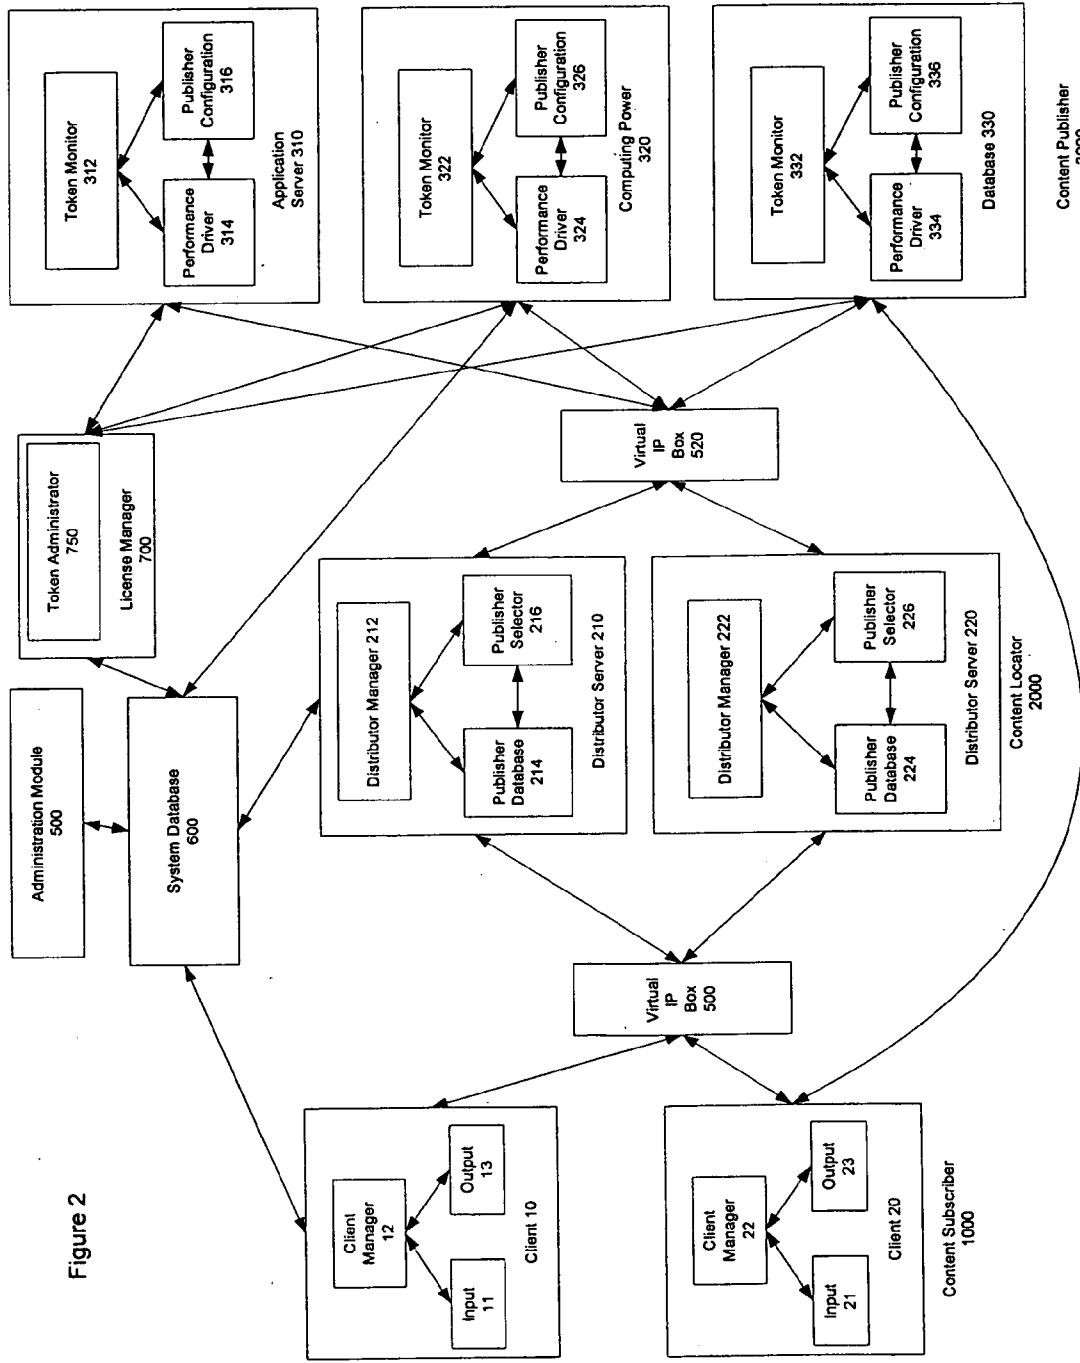 Figure 2
Administration Module
500
System Database
600
Token Administrator
750
License Manager
700
Client
Manager
12
Input
11
Output
13
Client 10
Client
Manager
22
Input
21
Output
23
Client 20
Content Subscriber
1000
Virtual
IP
Box
500
Distributor Manager 212
Publisher
Database
214
Publisher
Selector
216
Distributor Server 210
Distributor Manager 222
Publisher
Database
224
Publisher
Selector
226
Distributor Server 220
Content Locator
2000
Virtual
IP
Box
520
Token Monitor
312
Performance
Driver
314
Publisher
Configuration
316
Application
Server 310
Token Monitor
322
Performance
Driver
324
Publisher
Configuration
326
Computing Power
320
Token Monitor
332
Performance
Driver
334
Publisher
Configuration
336
Database 330
Content Publisher